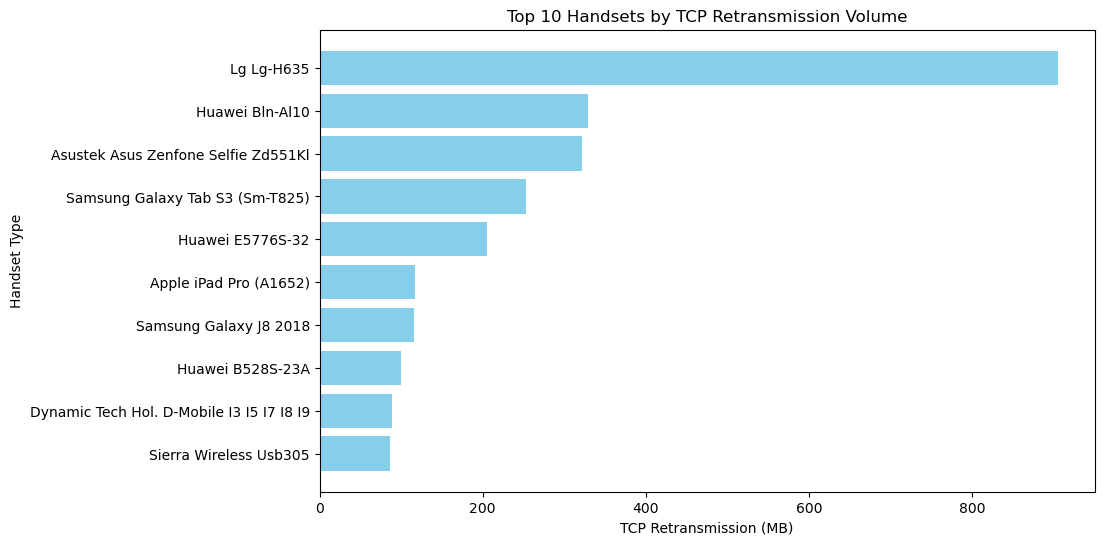 Top 10 Handsets by TCP Retransmission Volume
Handset Type
Lg Lg-H635
Huawei Bln-Al10
Asustek Asus Zenfone Selfie Zd551Kl
Samsung Galaxy Tab S3 (Sm-T825)
Huawei E5776S-32
Apple iPad Pro (A1652)
Samsung Galaxy J8 2018
Huawei B528S-23A
Dynamic Tech Hol. D-Mobile I3 I5 I7 I8 I9
Sierra Wireless Usb305
0 200 400 600 800
TCP Retransmission (MB)